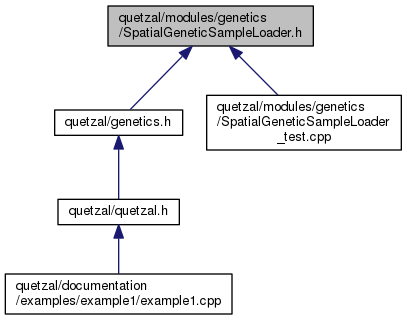 quetzal/modules/genetics
/SpatialGeneticSampleLoader.h
quetzal/genetics.h
quetzal/modules/genetics
/SpatialGeneticSampleLoader
_test.cpp
quetzal/quetzal.h
quetzal/documentation
/examples/example1/example1.cpp